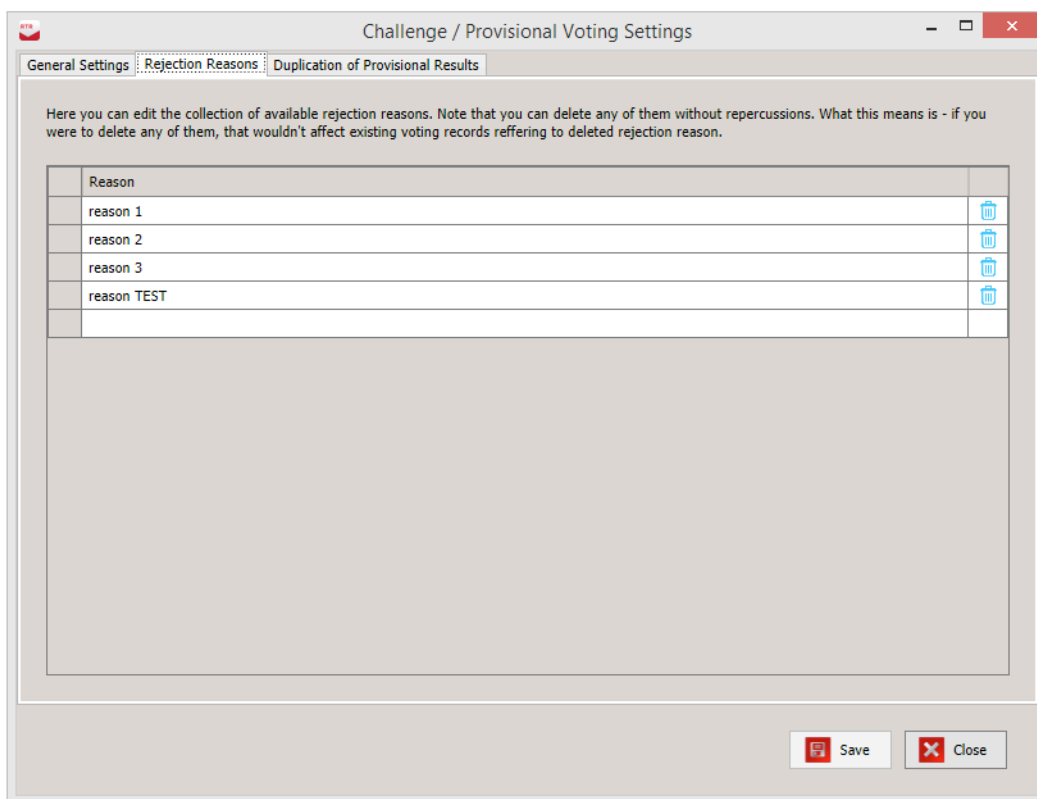 RTR
Challenge / Provisional Voting Settings
General Settings Rejection Reasons Duplication of Provisional Results
Here you can edit the collection of available rejection reasons. Note that you can delete any of them without repercussions. What this means is - if you
were to delete any of them, that wouldn't affect existing voting records reffering to deleted rejection reason.
Reason
reason 1
reason 2
reason 3
reason TEST
Save Close